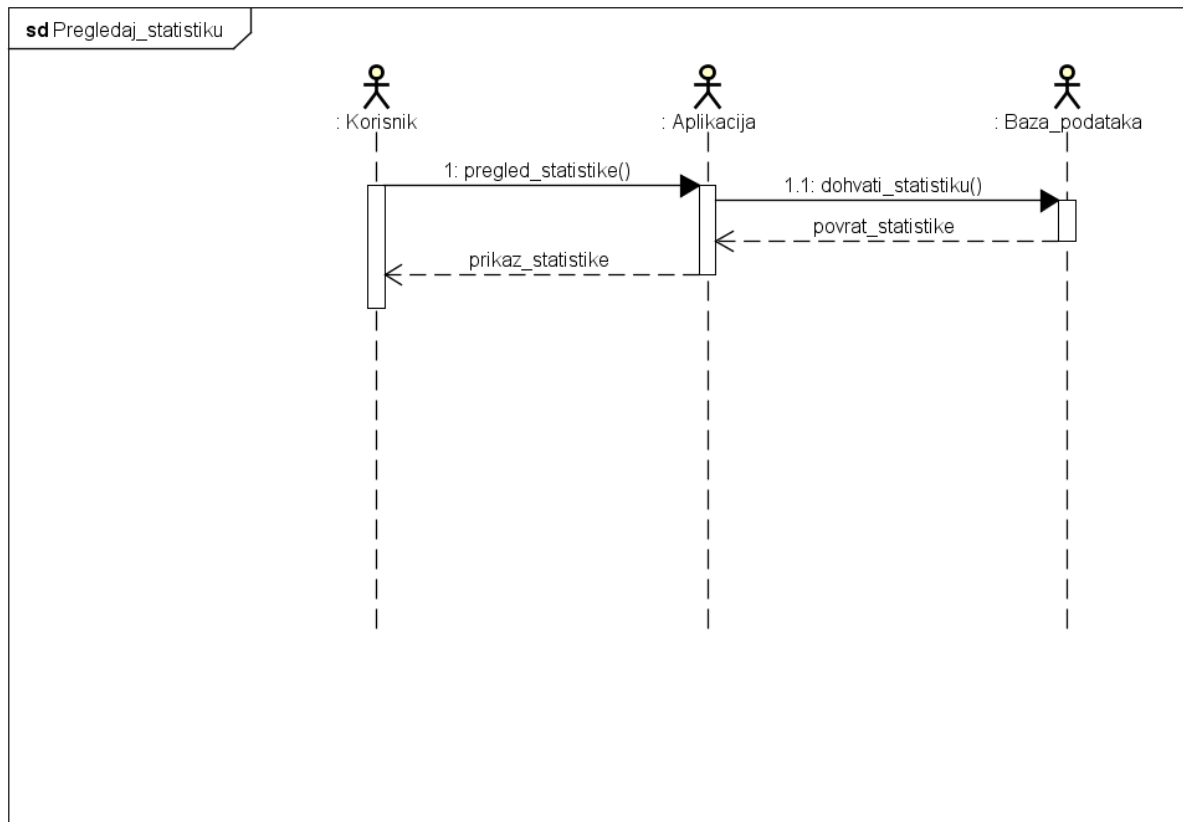 sd Pregledaj_statistiku
: Korisnik
: Aplikacija
: Baza_podataka
1: pregled_statistike()
1.1: dohvati_statistiku()
povrat_statistike
prikaz_statistike